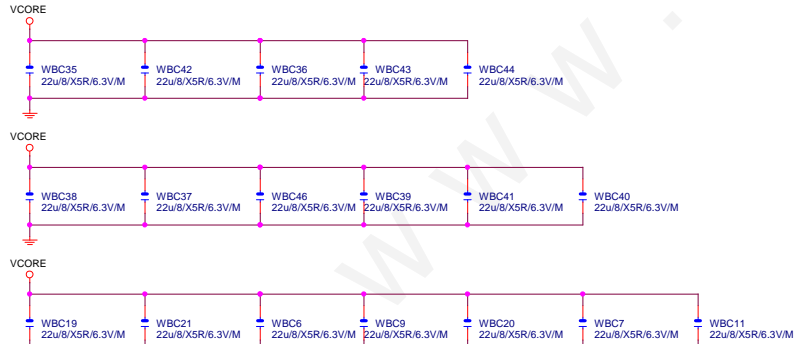 VCORE
WBC35 WBC42 WBC36 WBC43 WBC44
22u/8/X5R/6.3V/M 22u/8/X5R/6.3V/M 22u/8/X5R/6.3V/M 22u/8/X5R/6.3V/M 22u/8/X5R/6.3V/M
VCORE
WBC38 WBC37 WBC46 WBC39 WBC41 WBC40
22u/8/X5R/6.3V/M 22u/8/X5R/6.3V/M 22u/8/X5R/6.3V/M 22u/8/X5R/6.3V/M 22u/8/X5R/6.3V/M 22u/8/X5R/6.3V/M
VCORE
WBC19 WBC21 WBC6 WBC9 WBC20 WBC7 WBC11
22u/8/X5R/6.3V/M 22u/8/X5R/6.3V/M 22u/8/X5R/6.3V/M 22u/8/X5R/6.3V/M 22u/8/X5R/6.3V/M 22u/8/X5R/6.3V/M 22u/8/X5R/6.3V/M
www.